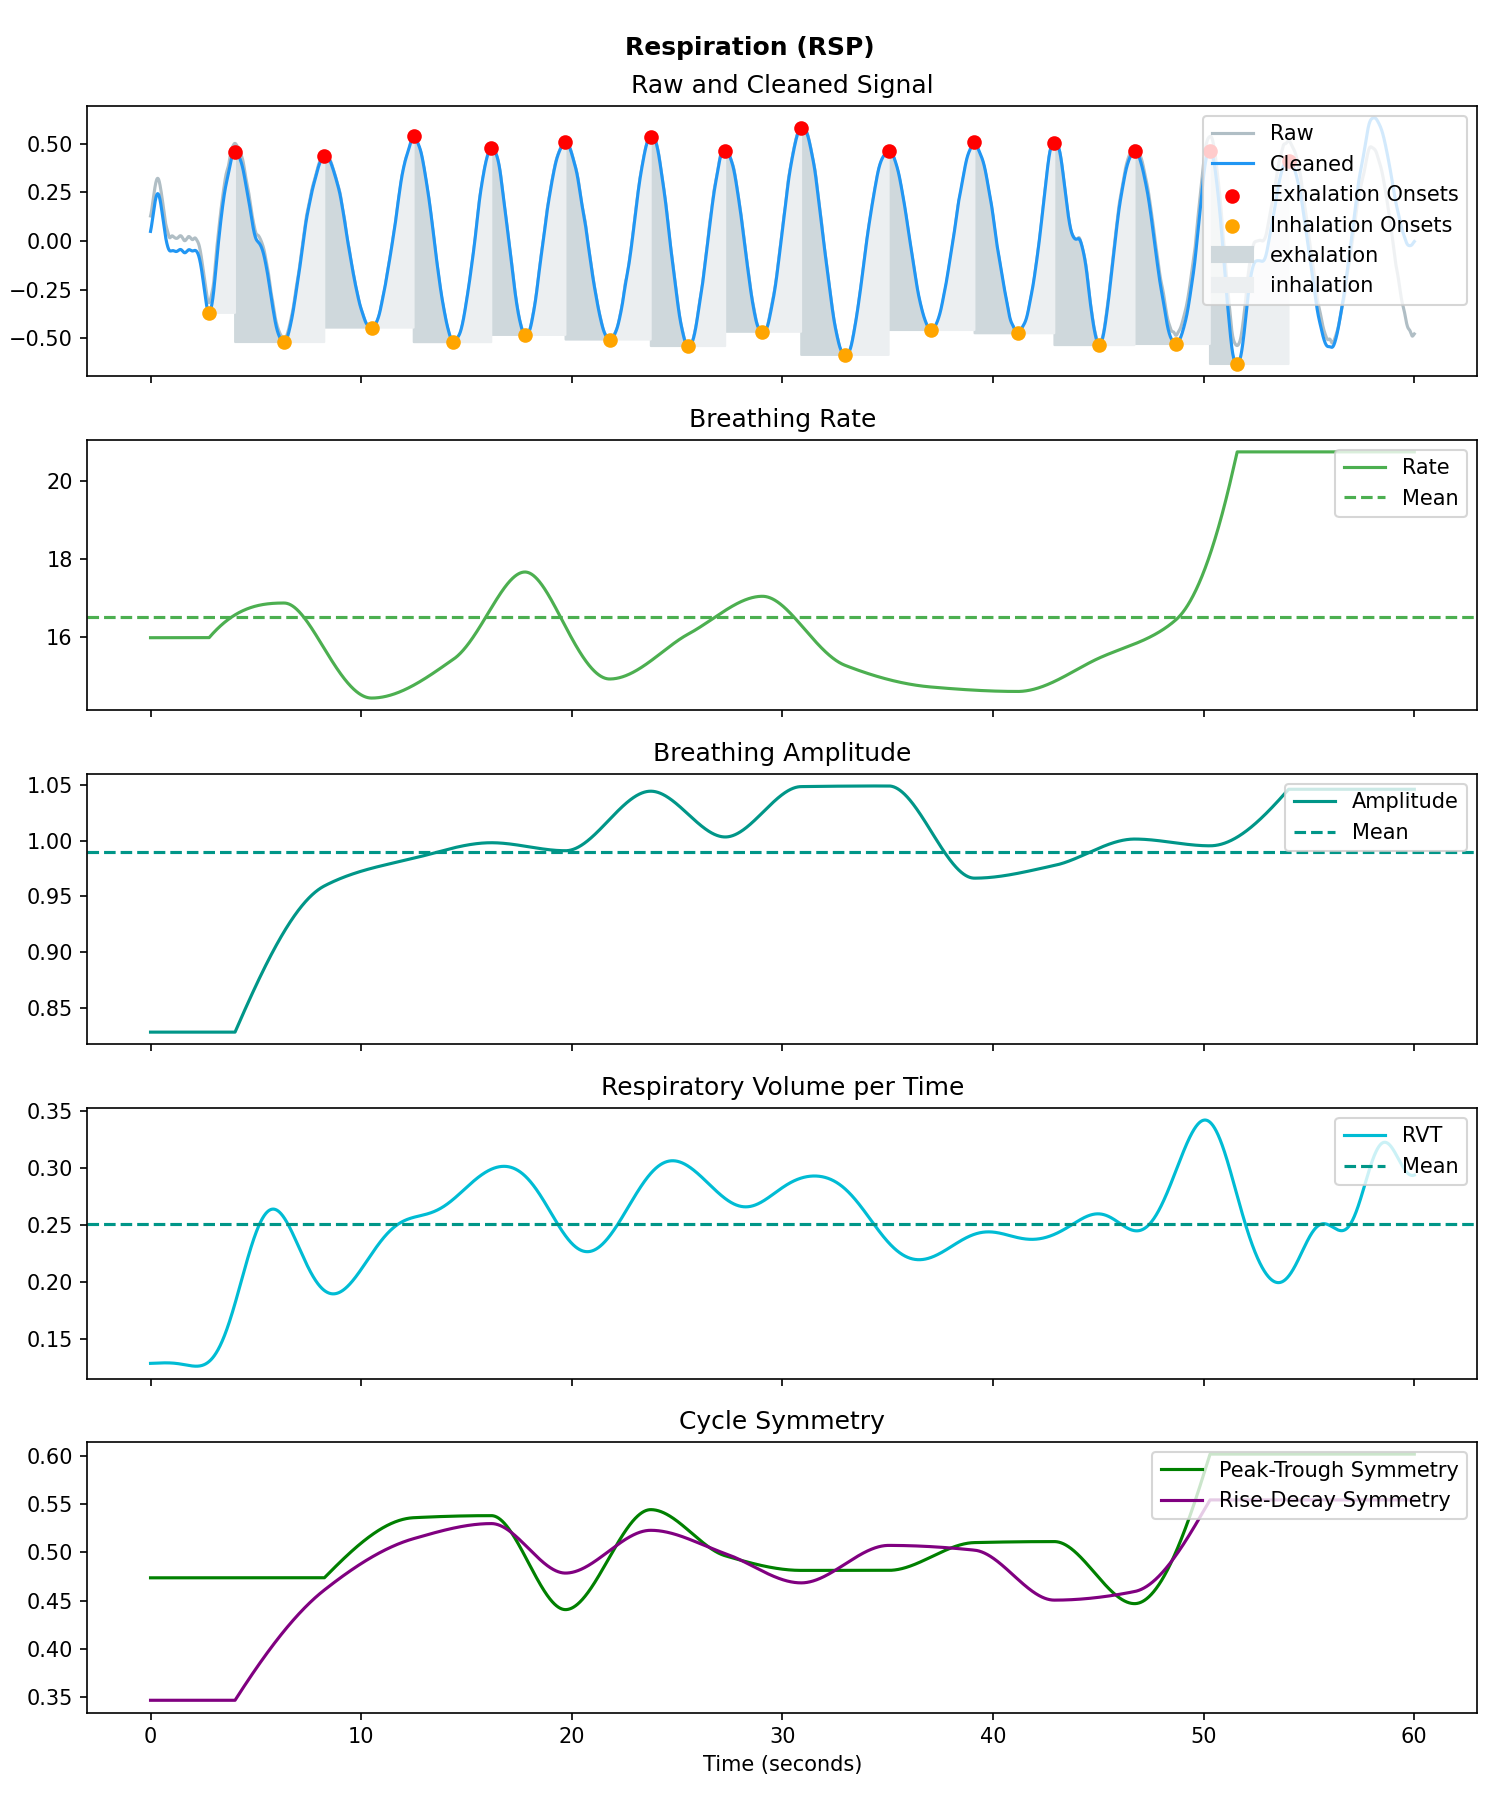 Respiration (RSP)
Raw and Cleaned Signal
0.50
0.25
0.00
−0.25
−0.50
Raw
Cleaned
Exhalation Onsets
Inhalation Onsets
exhalation
inhalation
Breathing Rate
20
18
16
Rate
Mean
Breathing Amplitude
1.05
1.00
0.95
0.90
0.85
Amplitude
Mean
Respiratory Volume per Time
0.35
0.30
0.25
0.20
0.15
RVT
Mean
Cycle Symmetry
0.60
0.55
0.50
0.45
0.40
0.35
Peak-Trough Symmetry
Rise-Decay Symmetry
0 10 20 30 40 50 60
Time (seconds)